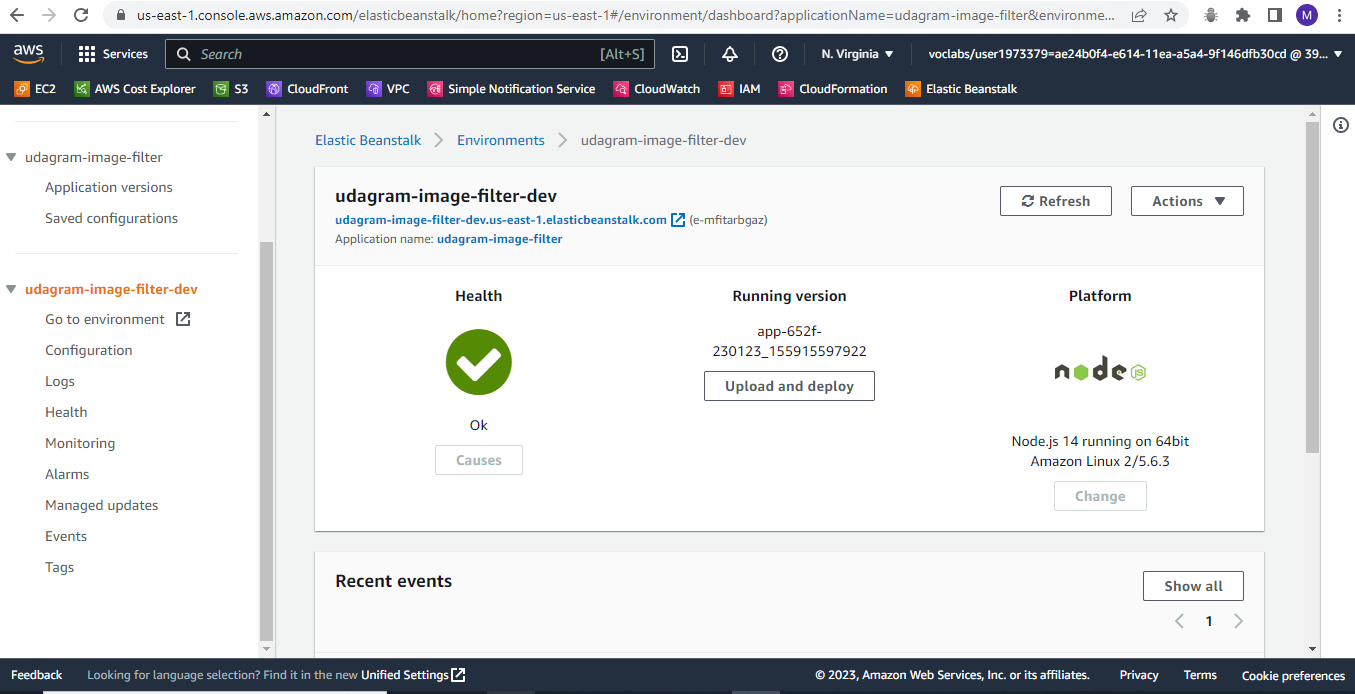 us-east-1.console.aws.amazon.com/elasticbeanstalk/home?region=us-east-1#/environment/dashboard?applicationName=udagram-image-filter&environme...
M
aws
Services
Search
[Alt+S]
N. Virginia
voclabs/user1973379=ae24b0f4-e614-11ea-a5a4-9f146dfb30cd @ 39...
EC2
AWS Cost Explorer
S3
CloudFront
VPC
Simple Notification Service
CloudWatch
IAM
CloudFormation
Elastic Beanstalk
udagram-image-filter
Application versions
Saved configurations
udagram-image-filter-dev
Go to environment
Configuration
Logs
Health
Monitoring
Alarms
Managed updates
Events
Tags
Elastic Beanstalk
Environments
udagram-image-filter-dev
udagram-image-filter-dev
udagram-image-filter-dev.us-east-1.elasticbeanstalk.com (e-mfitarbgaz)
Application name: udagram-image-filter
Refresh
Actions
Health
Ok
Causes
Running version
app-652f-
230123_155915597922
Upload and deploy
Platform
node JS
Node.js 14 running on 64bit
Amazon Linux 2/5.6.3
Change
Recent events
Show all
1
Feedback
Looking for language selection? Find it in the new Unified Settings
© 2023, Amazon Web Services, Inc. or its affiliates.
Privacy
Terms
Cookie preferences